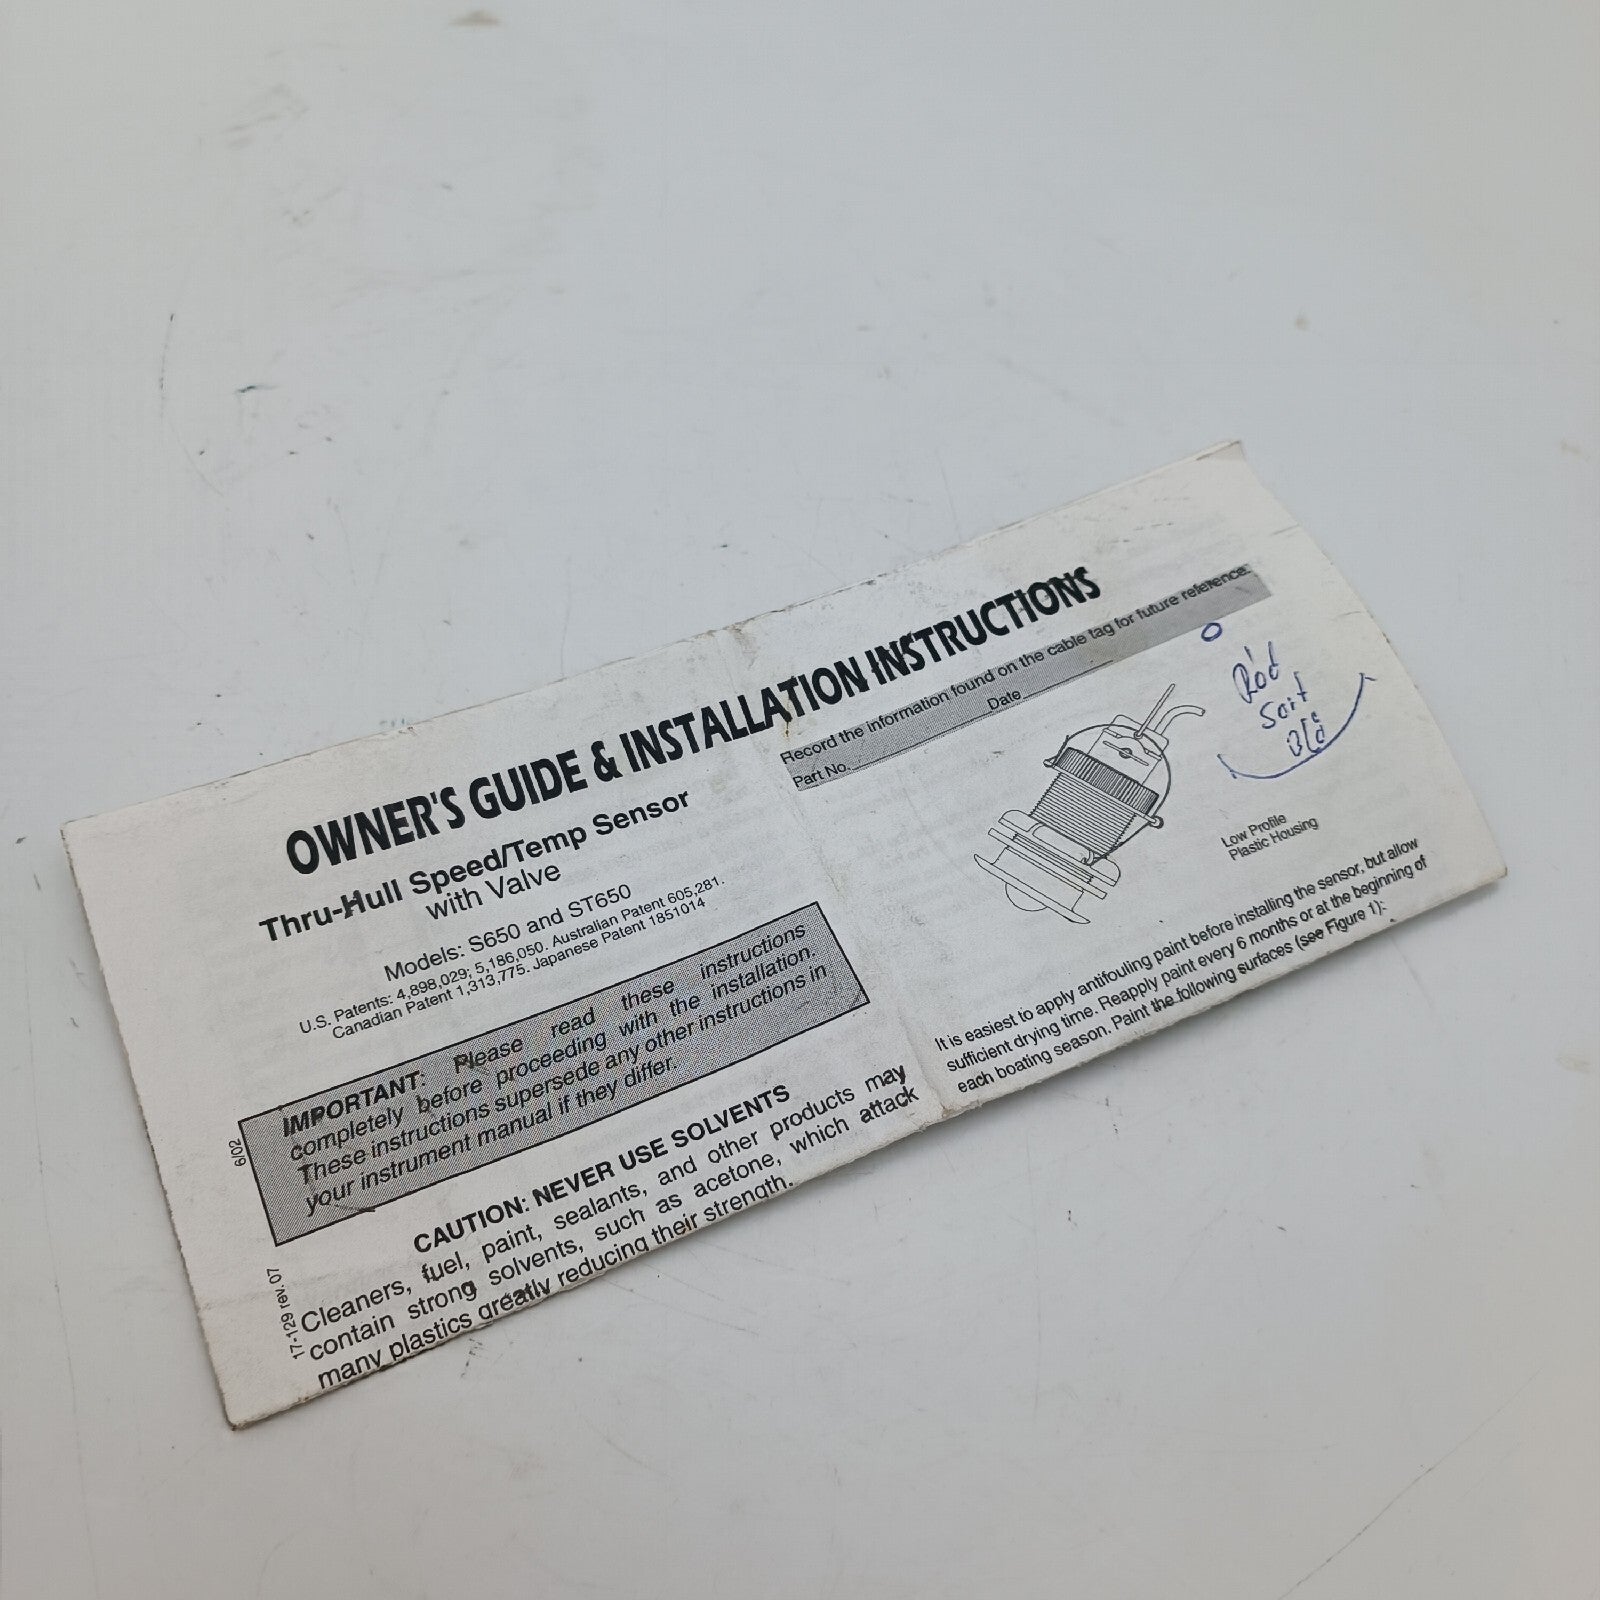 OWNER'S GUIDE & INSTALLATION INSTRUCTIONS
Thru-Hull Speed/Temp Sensor
with Valve
Models: S650 and ST650
U.S. Patents: 4,898,029; 5,186,050. Australian Patent 605,281.
Canadian Patent 1,313,775. Japanese Patent 1851014
IMPORTANT: Please read these instructions
completely before proceeding with the installation.
These instructions supersede any other instructions in
your instrument manual if they differ.
CAUTION: NEVER USE SOLVENTS
Cleaners, fuel, paint, sealants, and other products may
contain strong solvents, such as acetone, which attack
many plastics greatly reducing their strength.
17-129 rev. 07
9/02
Record the information found on the cable tag for future reference.
Part No. Date
Ród
Sort
Blå
Low Profile
Plastic Housing
It is easiest to apply antifouling paint before installing the sensor, but allow
sufficient drying time. Reapply paint every 6 months or at the beginning of
each boating season. Paint the following surfaces (see Figure 1):